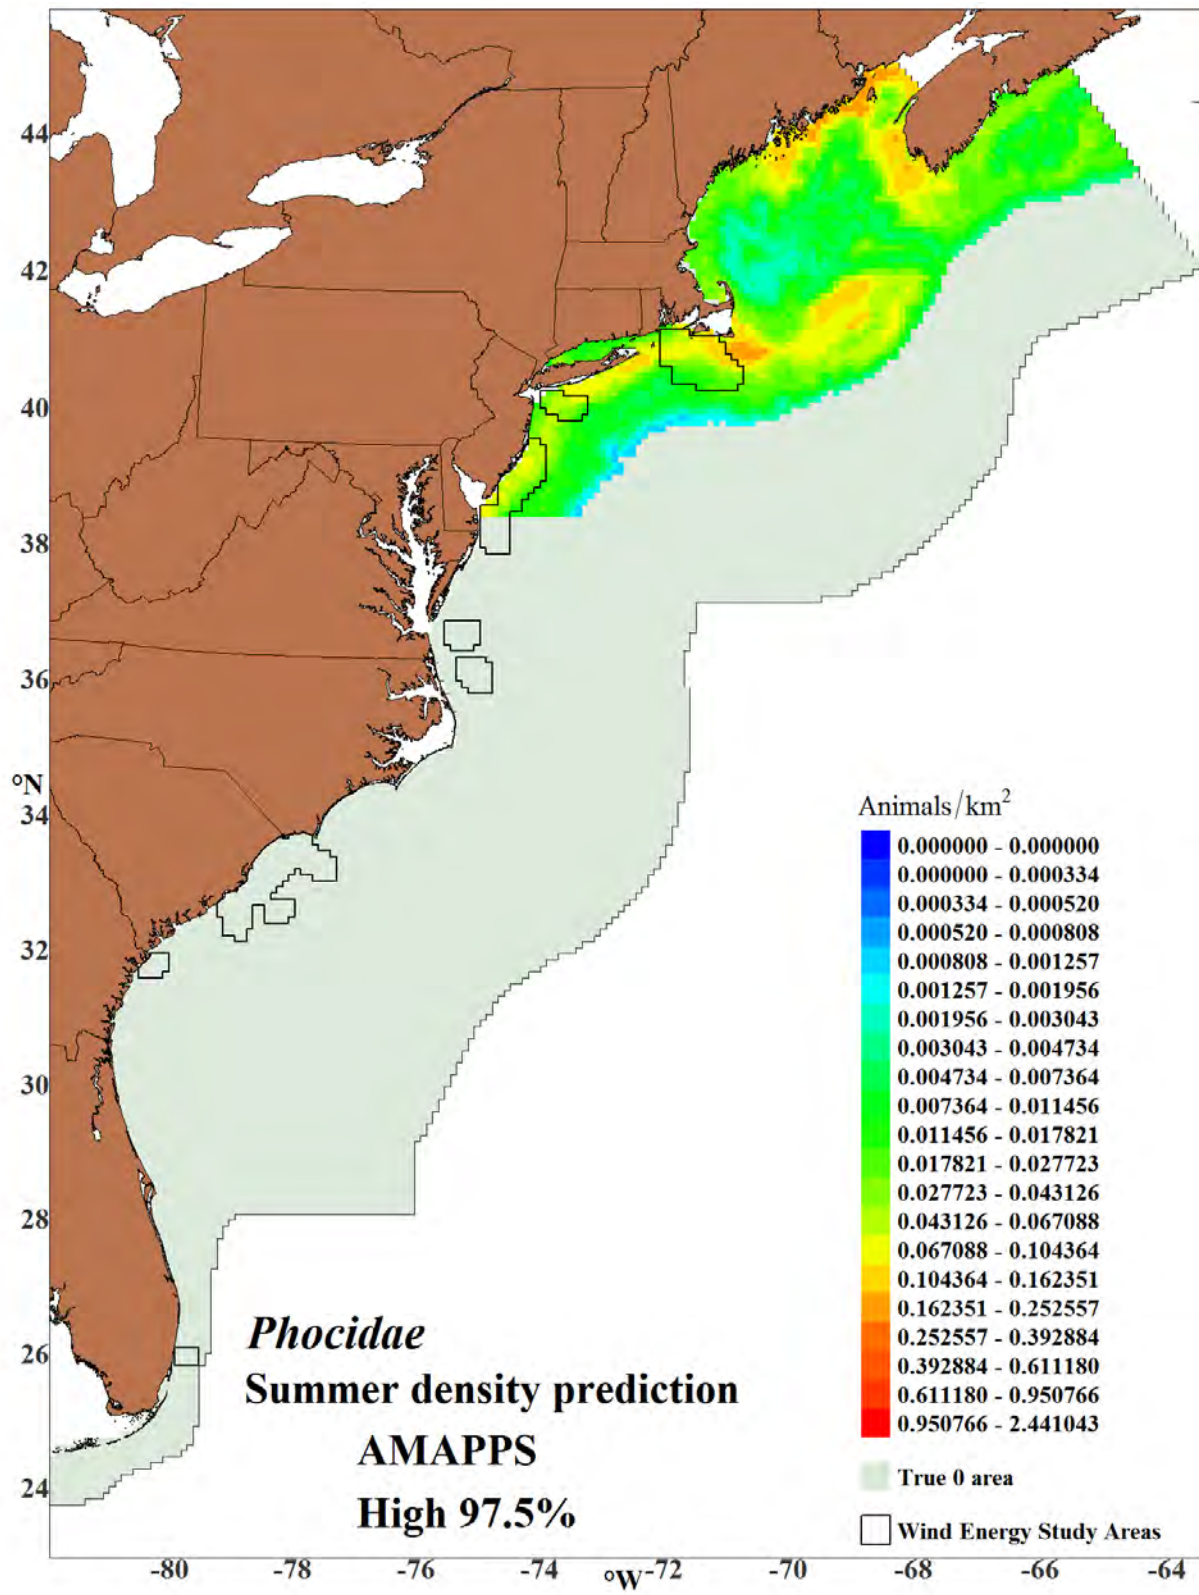 44
42
40
38
36
°N
34
32
30
28
26
24
Animals/km²
0.000000 - 0.000000
0.000000 - 0.000334
0.000334 - 0.000520
0.000520 - 0.000808
0.000808 - 0.001257
0.001257 - 0.001956
0.001956 - 0.003043
0.003043 - 0.004734
0.004734 - 0.007364
0.007364 - 0.011456
0.011456 - 0.017821
0.017821 - 0.027723
0.027723 - 0.043126
0.043126 - 0.067088
0.067088 - 0.104364
0.104364 - 0.162351
0.162351 - 0.252557
0.252557 - 0.392884
0.392884 - 0.611180
0.611180 - 0.950766
0.950766 - 2.441043
True 0 area
Wind Energy Study Areas
Phocidae
Summer density prediction
AMAPPS
High 97.5%
-80 -78 -76 -74 -72 -70 -68 -66 -64
°W